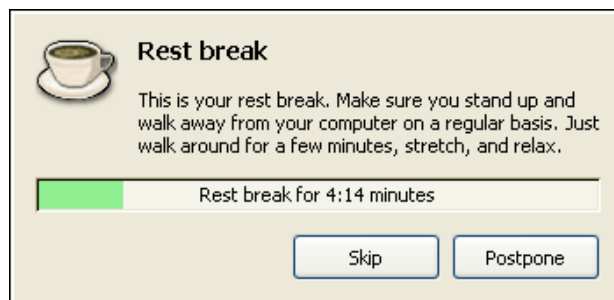 Rest break
This is your rest break. Make sure you stand up and
walk away from your computer on a regular basis. Just
walk around for a few minutes, stretch, and relax.
Rest break for 4:14 minutes
Skip
Postpone